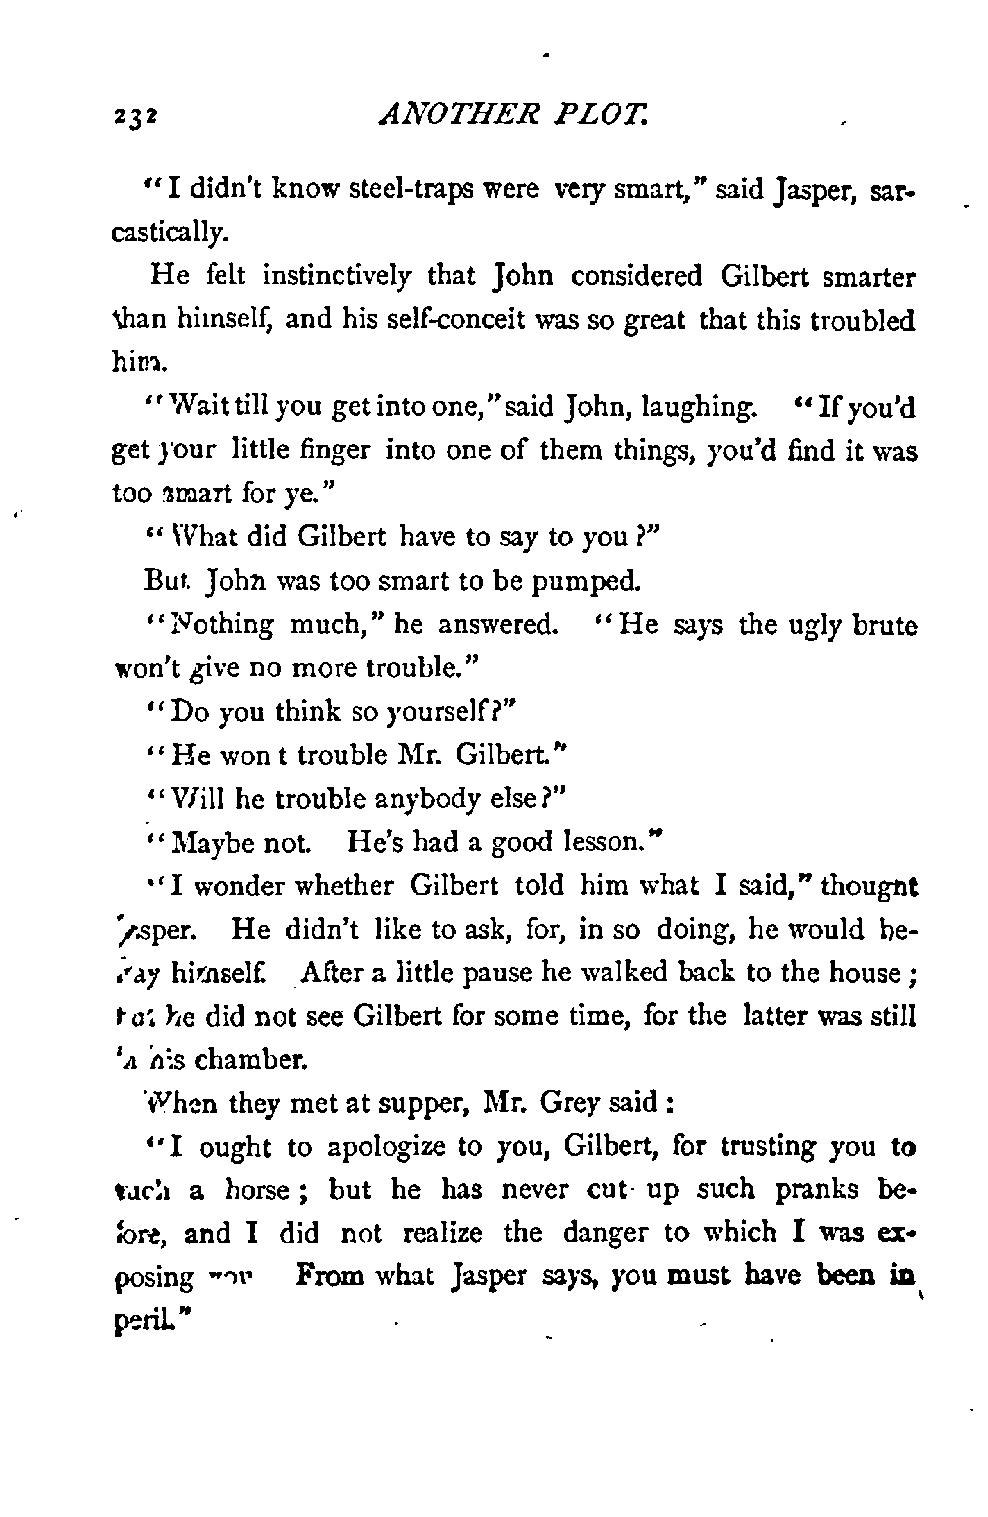 232 ANOTHER PLOT.
"I didn't know steel-traps were very smart," said Jasper, sar-
castically.
He felt instinctively that John considered Gilbert smarter
than himself, and his self-conceit was so great that this troubled
him.
"Wait till you get into one," said John, laughing. "If you'd
get your little finger into one of them things, you'd find it was
too smart for ye."
"What did Gilbert have to say to you?"
But John was too smart to be pumped.
"Nothing much," he answered. "He says the ugly brute
won't give no more trouble."
"Do you think so yourself?"
"He won t trouble Mr. Gilbert."
"Will he trouble anybody else?"
"Maybe not. He's had a good lesson."
"I wonder whether Gilbert told him what I said," thought
Jasper. He didn't like to ask, for, in so doing, he would be-
tray himself. After a little pause he walked back to the house;
he did not see Gilbert for some time, for the latter was still
in his chamber.
When they met at supper, Mr. Grey said:
"I ought to apologize to you, Gilbert, for trusting you to
such a horse; but he has never cut up such pranks be-
fore, and I did not realize the danger to which I was ex-
posing you From what Jasper says, you must have been in
peril."